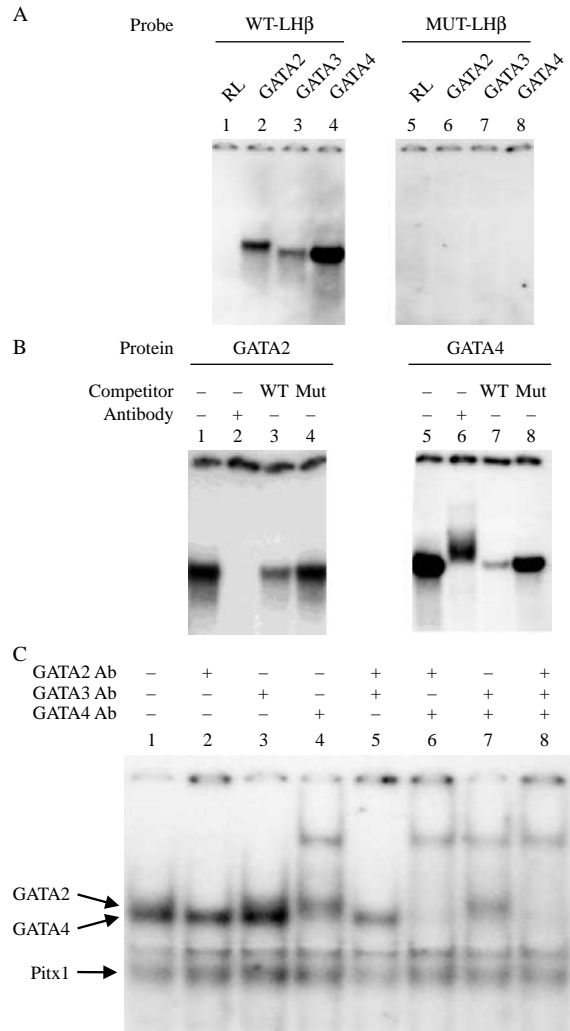 A
Probe WT-LHβ MUT-LHβ
RL GATA2 GATA3 GATA4 RL GATA2 GATA3 GATA4
1 2 3 4 5 6 7 8
B
Protein GATA2 GATA4
Competitor – – WT Mut – – WT Mut
Antibody – + – – – + – –
1 2 3 4 5 6 7 8
C
GATA2 Ab – + – – + + – +
GATA3 Ab – – + – + – + +
GATA4 Ab – – – + – + + +
1 2 3 4 5 6 7 8
GATA2
GATA4
Pitx1